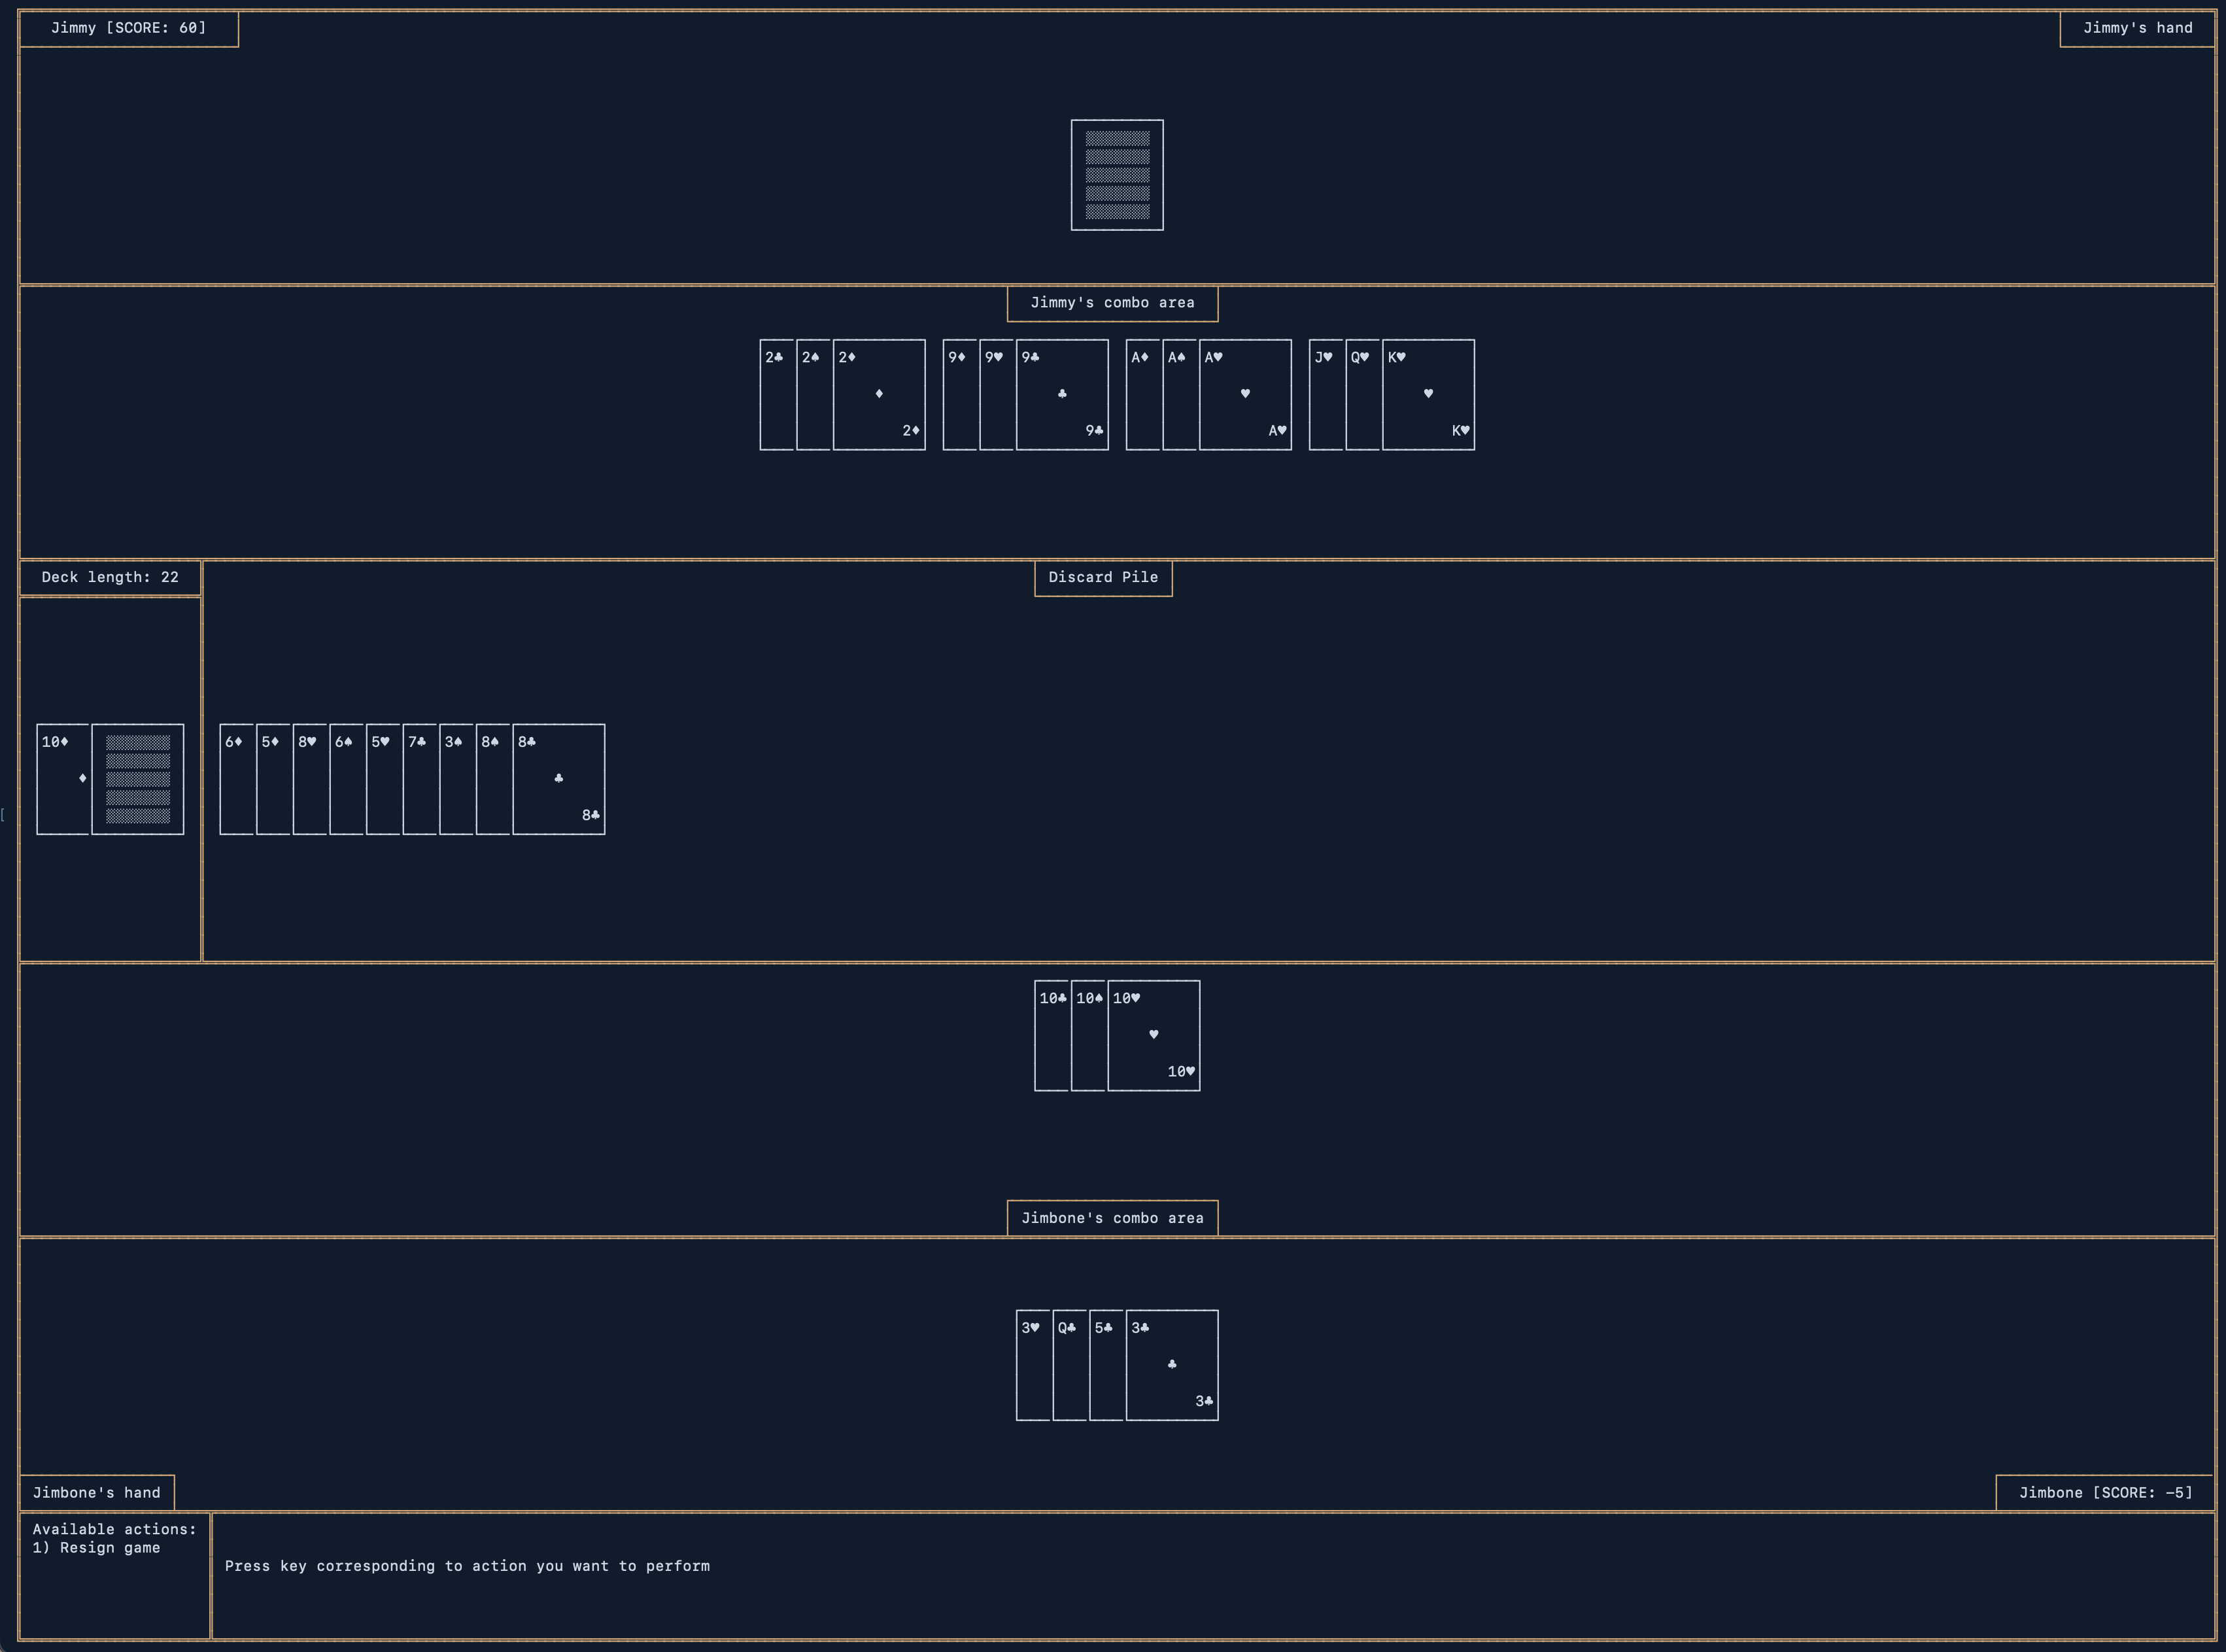 Jimmy [SCORE: 60]
Jimmy's hand
Jimmy's combo area
2♣ 2♠ 2♦ 9♦ 9♥ 9♣ A♦ A♠ A♥ J♥ Q♥ K♥
♦ ♣ ♥ ♥
2♦ 9♣ A♥ K♥
Deck length: 22
Discard Pile
10♦ 6♦ 5♦ 8♥ 6♠ 5♥ 7♣ 3♠ 8♠ 8♣
♦ ♣
8♣
[
10♣ 10♠ 10♥
♥
10♥
Jimbone's combo area
3♥ Q♣ 5♣ 3♣
♣
3♣
Jimbone's hand
Jimbone [SCORE: -5]
Available actions:
1) Resign game
Press key corresponding to action you want to perform